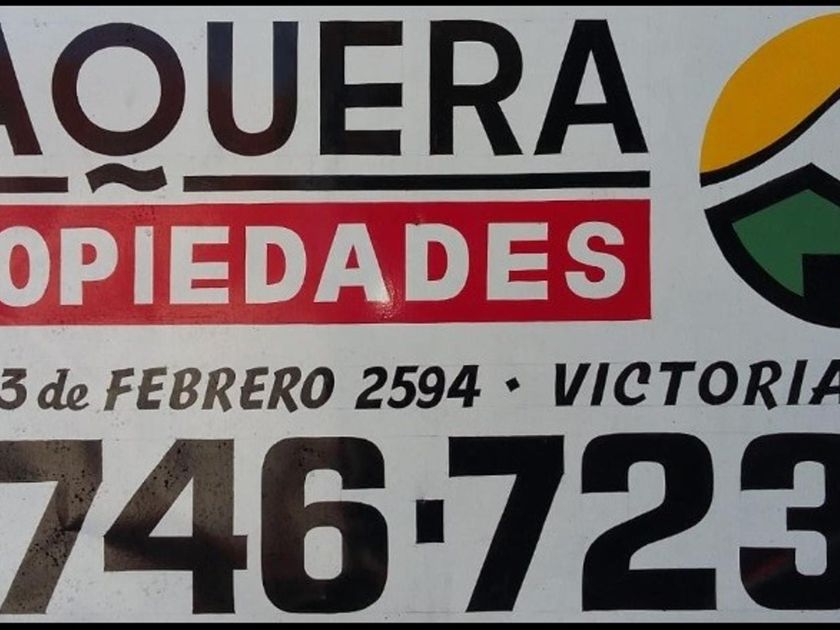 AQUERA
OPIEDADES
3 de FEBRERO 2594 · VICTORIA
746·723